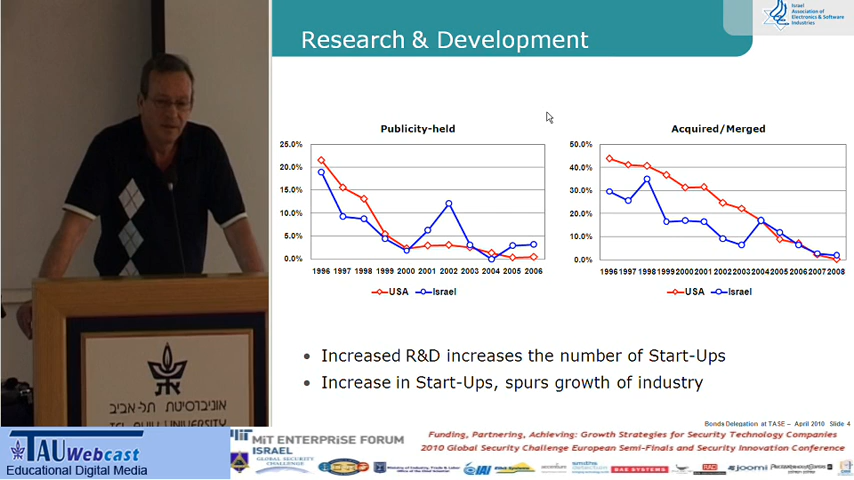 Research & Development
Israel
Association of
Electronics & Software
Industries
Publicity-held
25.0%
20.0%
15.0%
10.0%
5.0%
0.0%
1996 1997 1998 1999 2000 2001 2002 2003 2004 2005 2006
USA Israel
Acquired/Merged
50.0%
40.0%
30.0%
20.0%
10.0%
0.0%
1996 1997 1998 1999 2000 2001 2002 2003 2004 2005 2006 2007 2008
USA Israel
• Increased R&D increases the number of Start-Ups
• Increase in Start-Ups, spurs growth of industry
Bonds Delegation at TASE – April 2010 Slide 4
אוניברסיטת תל-אביב
TEL AVIV UNIVERSITY
TAU Webcast
Educational Digital Media
MIT ENTERPRISE FORUM
ISRAEL
GLOBAL SECURITY
CHALLENGE
Funding, Partnering, Achieving: Growth Strategies for Security Technology Companies
2010 Global Security Challenge European Semi-Finals and Security Innovation Conference
Ministry of Industry, Trade & Labor
Office of the Chief Scientist
IAI
accenture
smiths detection
BAE SYSTEMS
RAD
Joomi